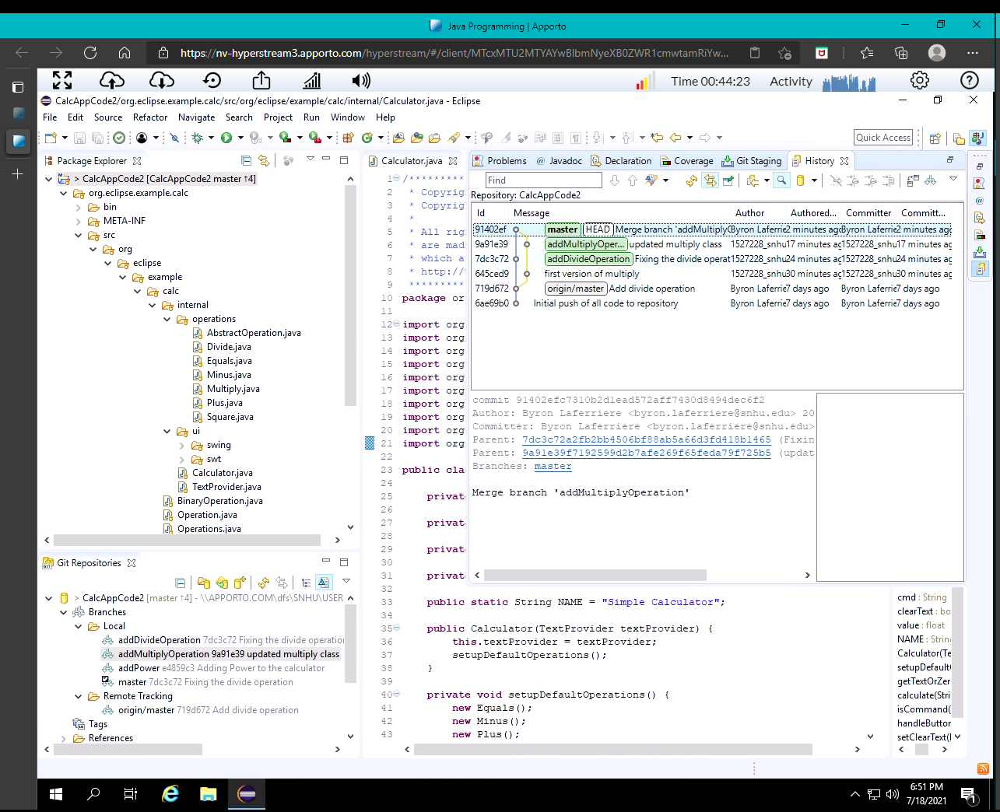 Java Programming | Apporto
https://nv-hyperstream3.apporto.com/hyperstream/#/client/MTcxMTU2MTYAYwBlbmNyeXB0ZWR1cmwtamRiYw...
Time 00:44:23 Activity
CalcAppCode2/org.eclipse.example.calc/src/org/eclipse/example/calc/internal/Calculator.java - Eclipse
File Edit Source Refactor Navigate Search Project Run Window Help
Quick Access
Package Explorer
> CalcAppCode2 [CalcAppCode2 master ↑4]
org.eclipse.example.calc
bin
META-INF
src
org
eclipse
example
calc
internal
operations
AbstractOperation.java
Divide.java
Equals.java
Minus.java
Multiply.java
Plus.java
Square.java
ui
swing
swt
Calculator.java
TextProvider.java
BinaryOperation.java
Operation.java
Operations.java
Git Repositories
> CalcAppCode2 [master ↑4] - \\APPORTO.COM\dfs\SNHU\USER
Branches
Local
addDivideOperation 7dc3c72 Fixing the divide operatio
addMultiplyOperation 9a91e39 updated multiply class
addPower e4859c3 Adding Power to the calculator
master 7dc3c72 Fixing the divide operation
Remote Tracking
origin/master 719d672 Add divide operation
Tags
References
Calculator.java
1 /*********
2 * Copyrig
3 * Copyrig
4 *
5 * All rig
6 * are mad
7 * which a
8 * http://
9 *********
10 package or
11
12 import org
13 import org
14 import org
15 import org
16 import org
17 import org
18 import org
19 import org
20 import org
21 import org
22
23 public cla
24
25 privat
26
27 privat
28
29 privat
30
31 privat
32
33 public static String NAME = "Simple Calculator";
34
35 public Calculator(TextProvider textProvider) {
36 this.textProvider = textProvider;
37 setupDefaultOperations();
38 }
39
40 private void setupDefaultOperations() {
41 new Equals();
42 new Minus();
43 new Plus();
Problems @ Javadoc Declaration Coverage Git Staging History
Find
Repository: CalcAppCode2
Id Message Author Authored... Committer Committ...
91402ef master HEAD Merge branch 'addMultiplyO Byron Laferrie 2 minutes ago Byron Laferrie 2 minutes ag
9a91e39 addMultiplyOper... updated multiply class 1527228_snhu 17 minutes a 1527228_snhu 17 minutes ag
7dc3c72 addDivideOperation Fixing the divide operat 1527228_snhu 24 minutes a 1527228_snhu 24 minutes ag
645ced9 first version of multiply 1527228_snhu 30 minutes a 1527228_snhu 30 minutes ag
719d672 origin/master Add divide operation Byron Laferrie 7 days ago Byron Laferrie 7 days ago
6ae69b0 Initial push of all code to repository Byron Laferrie 7 days ago Byron Laferrie 7 days ago
commit 91402efc7310b2d1ead572aff7430d8494dec6f2
Author: Byron Laferriere <byron.laferriere@snhu.edu> 20
Committer: Byron Laferriere <byron.laferriere@snhu.edu>
Parent: 7dc3c72a2fb2bb4506bf88ab5a66d3fd418b1465 (Fixin
Parent: 9a91e39f7192599d2b7afe269f65feda79f725b5 (updat
Branches: master
Merge branch 'addMultiplyOperation'
cmd : String
clearText : bo
value : float
NAME : String
Calculator(Te
setupDefault
getTextOrZer
calculate(Stri
isCommand(
handleButtor
setClearText(
6:51 PM
7/18/2021
1